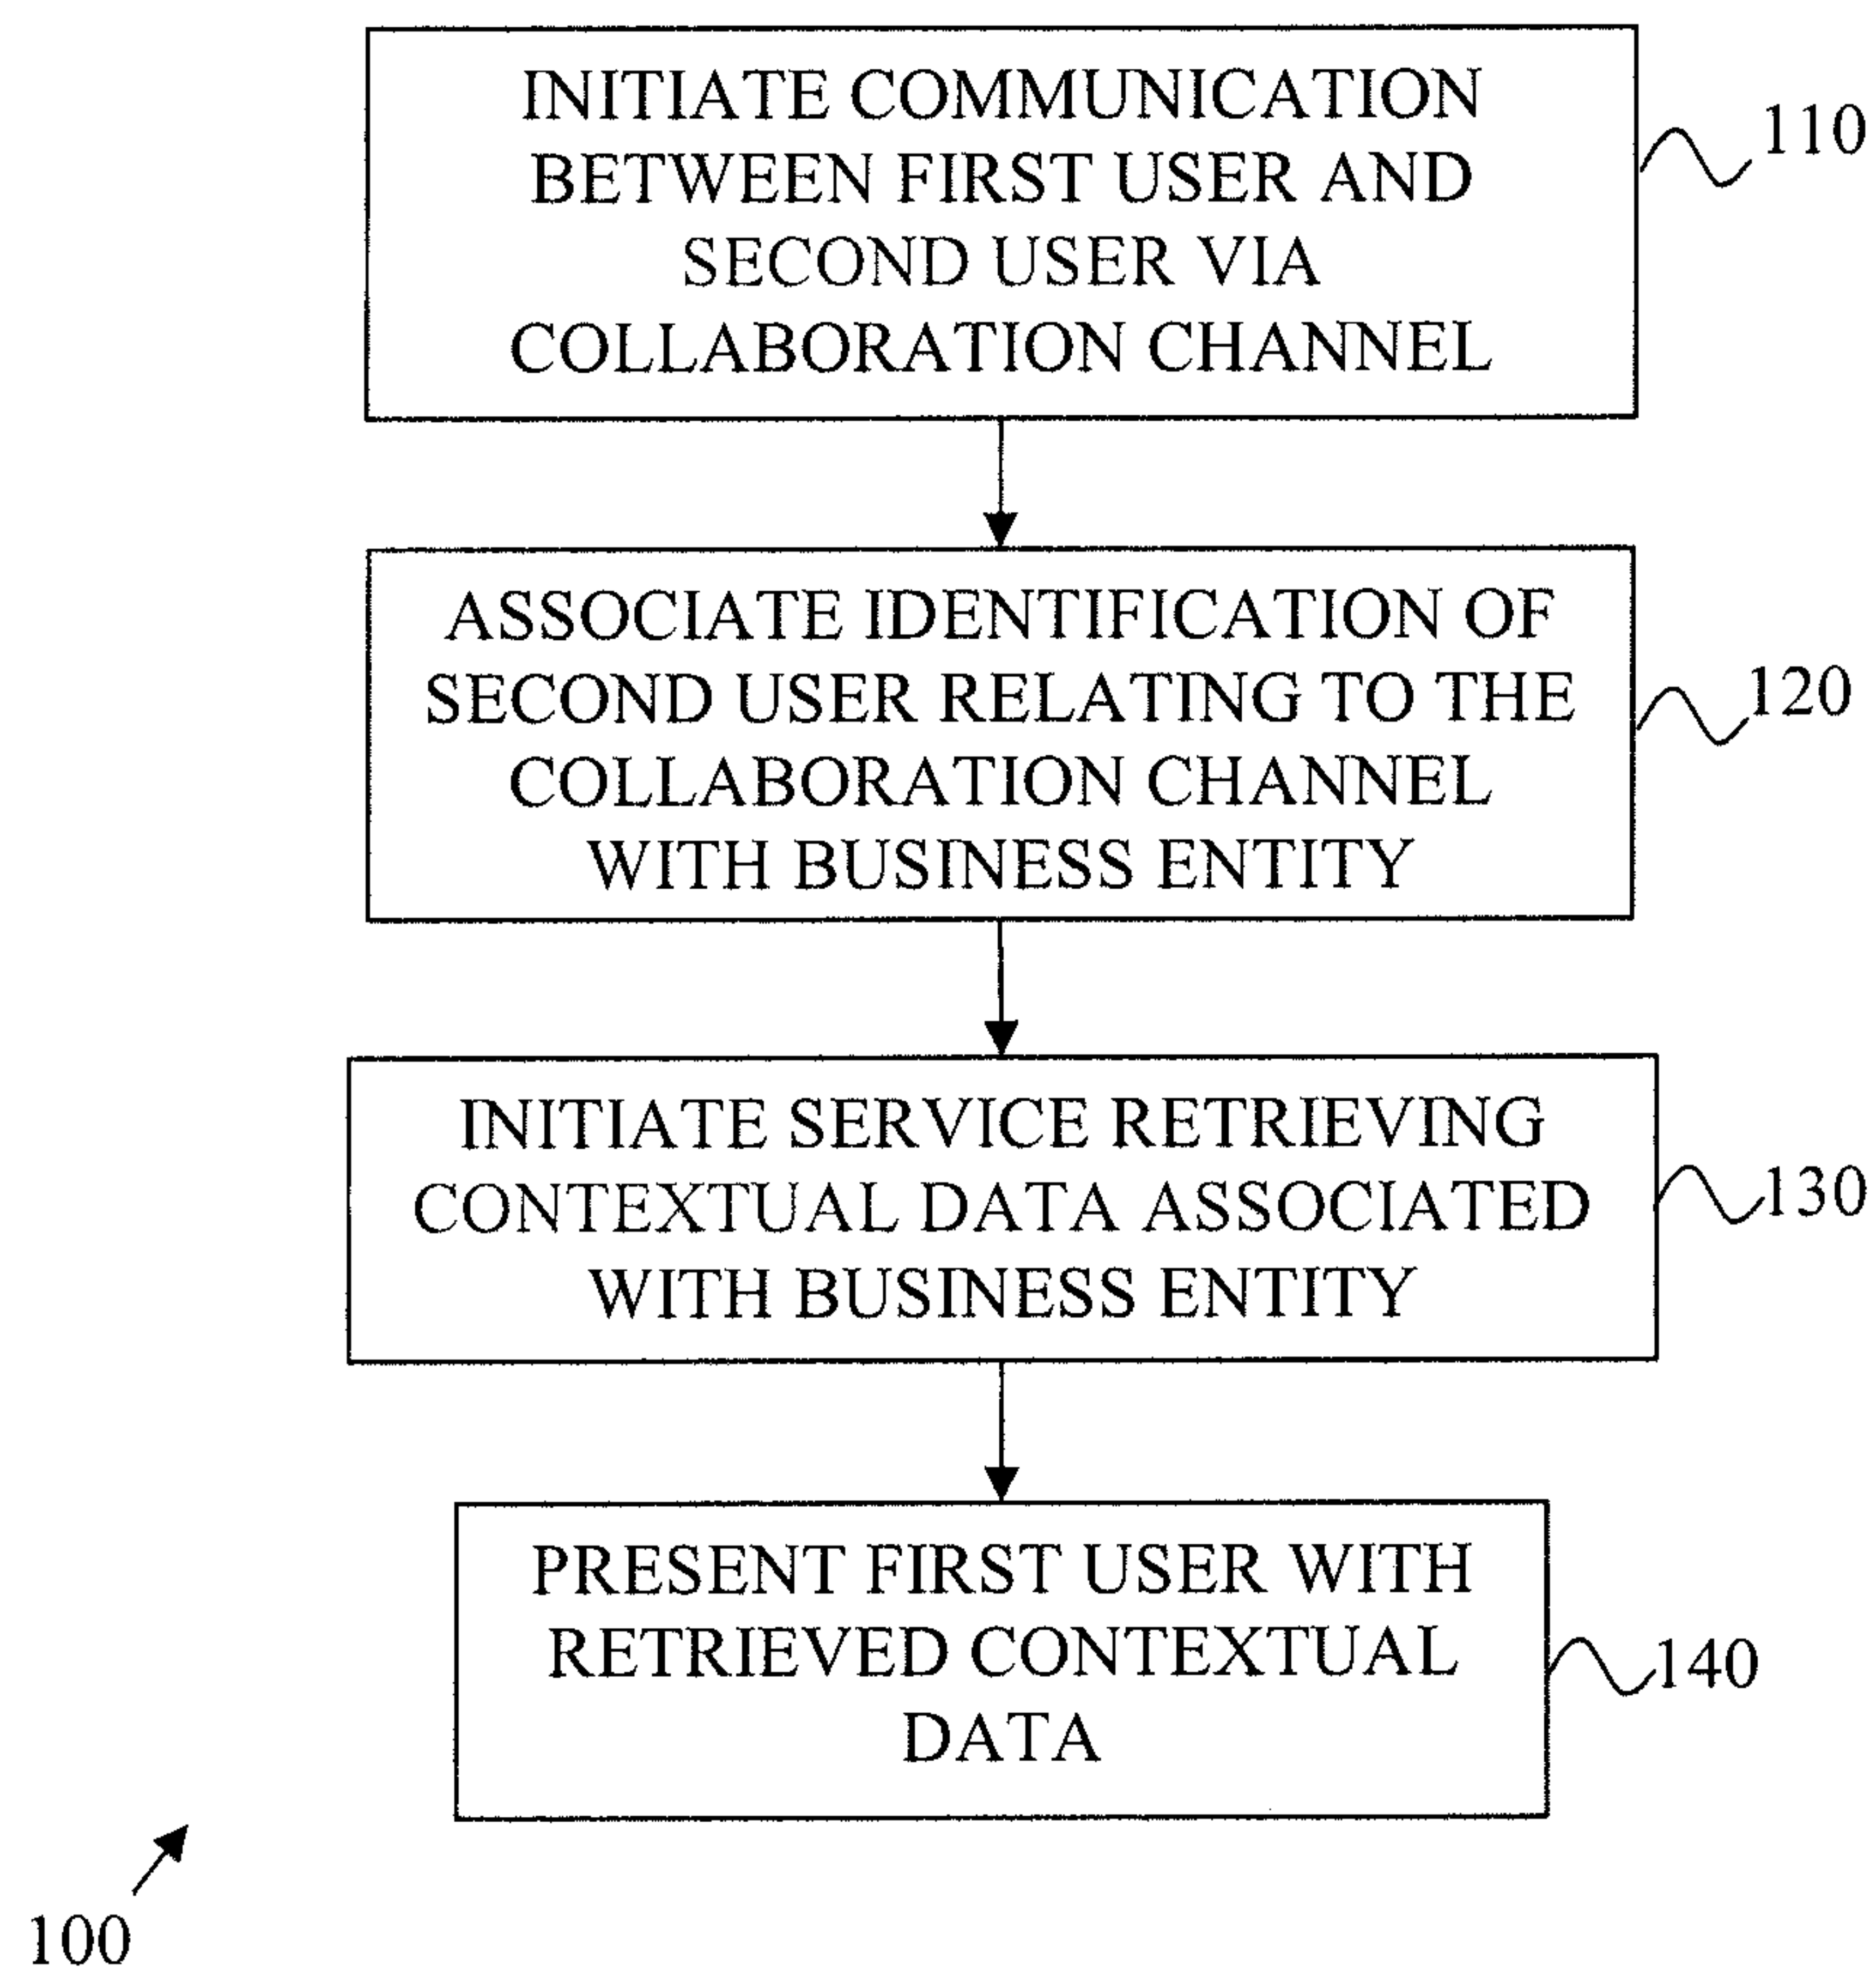 INITIATE COMMUNICATION
BETWEEN FIRST USER AND
SECOND USER VIA
COLLABORATION CHANNEL
110
ASSOCIATE IDENTIFICATION OF
SECOND USER RELATING TO THE
COLLABORATION CHANNEL
WITH BUSINESS ENTITY
120
INITIATE SERVICE RETRIEVING
CONTEXTUAL DATA ASSOCIATED
WITH BUSINESS ENTITY
130
PRESENT FIRST USER WITH
RETRIEVED CONTEXTUAL
DATA
140
100